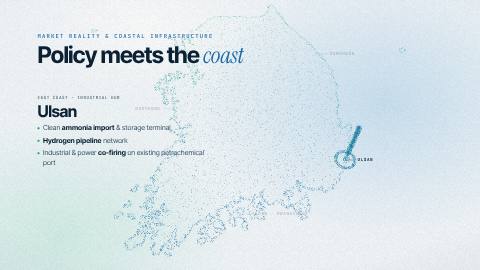 MARKET REALITY & COASTAL INFRASTRUCTURE
Policy meets the coast
EAST COAST · INDUSTRIAL HUB
Ulsan
• Clean ammonia import & storage terminal
• Hydrogen pipeline network
• Industrial & power co-firing on existing petrochemical
port
ULSAN